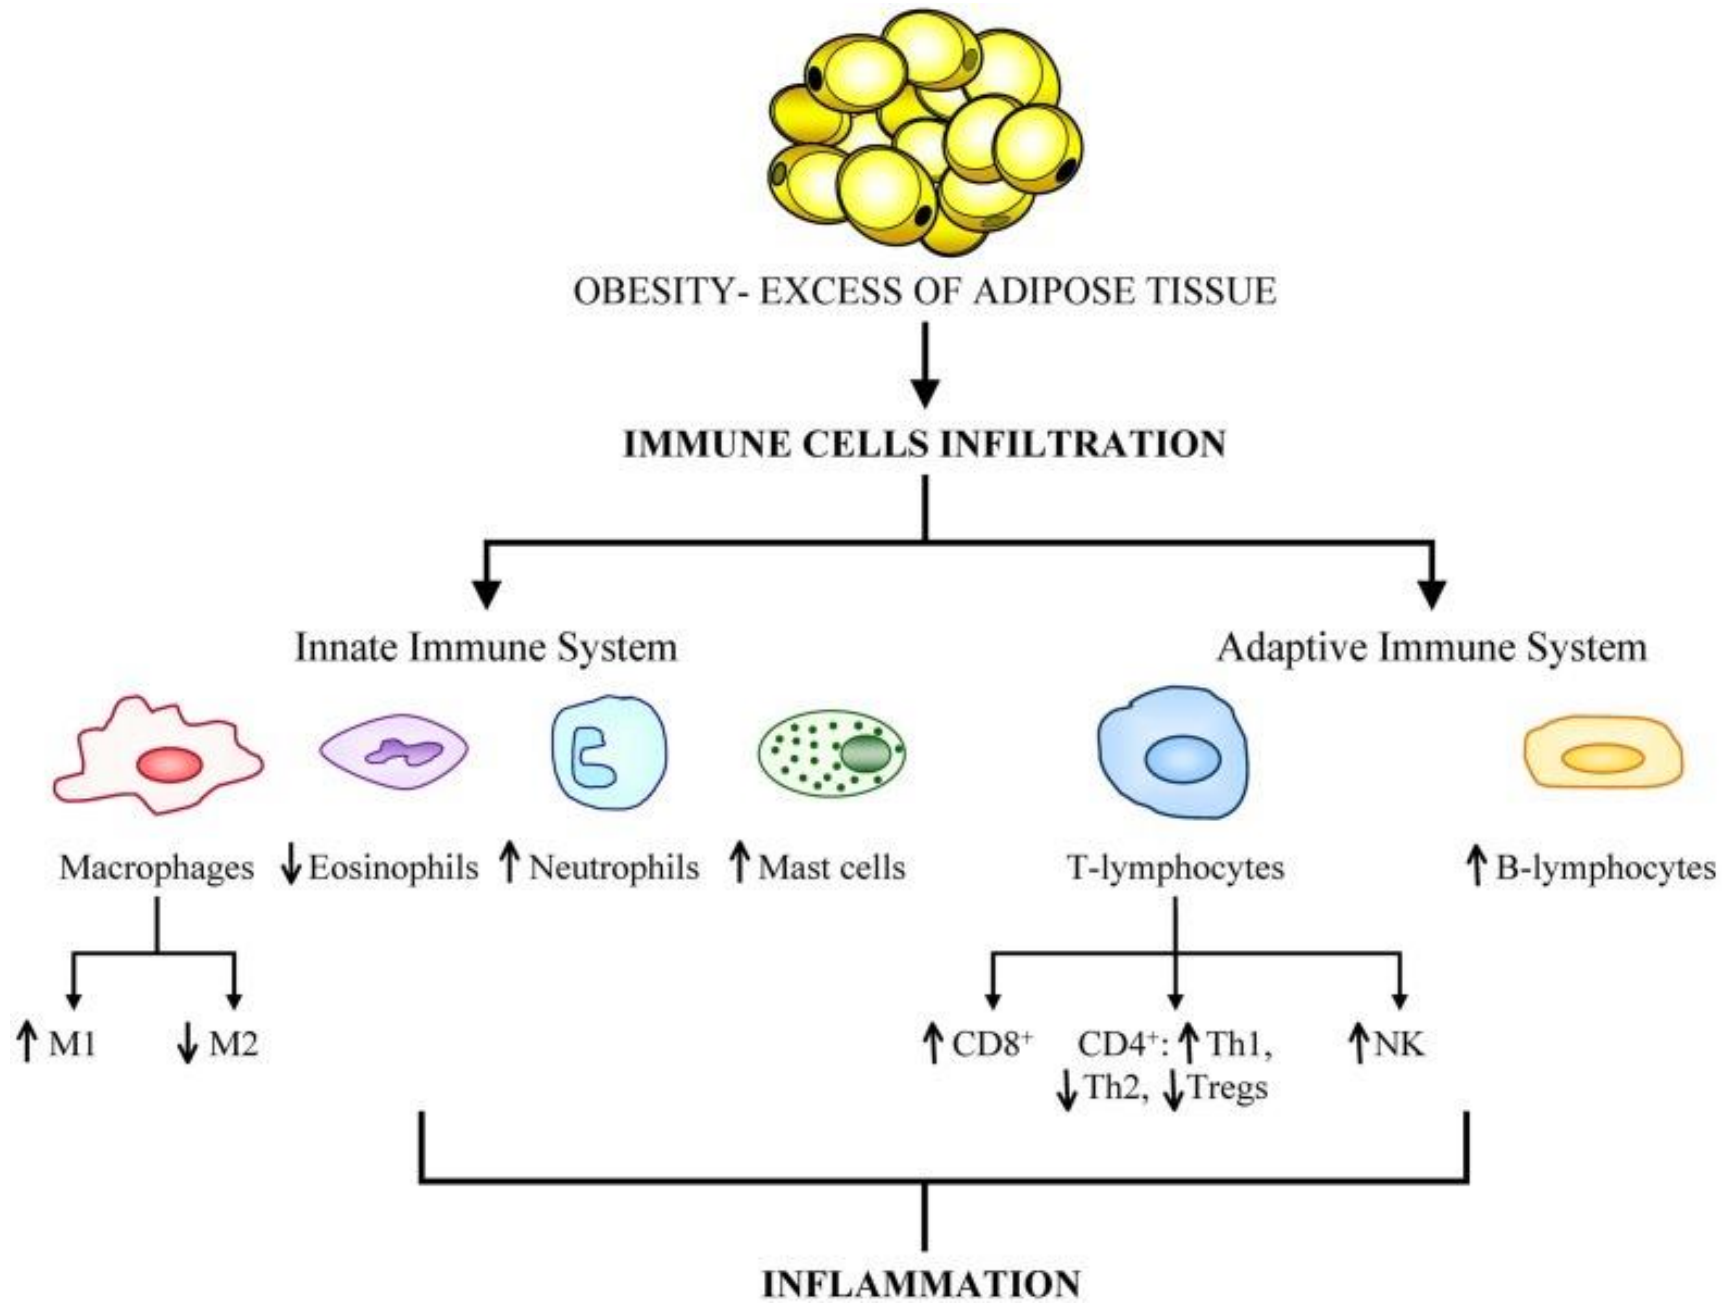 OBESITY- EXCESS OF ADIPOSE TISSUE
IMMUNE CELLS INFILTRATION
Innate Immune System
Adaptive Immune System
Macrophages
↓ Eosinophils
↑ Neutrophils
↑ Mast cells
T-lymphocytes
↑ B-lymphocytes
↑ M1
↓ M2
↑ CD8⁺
CD4⁺: ↑ Th1,
↓ Th2, ↓ Tregs
↑ NK
INFLAMMATION